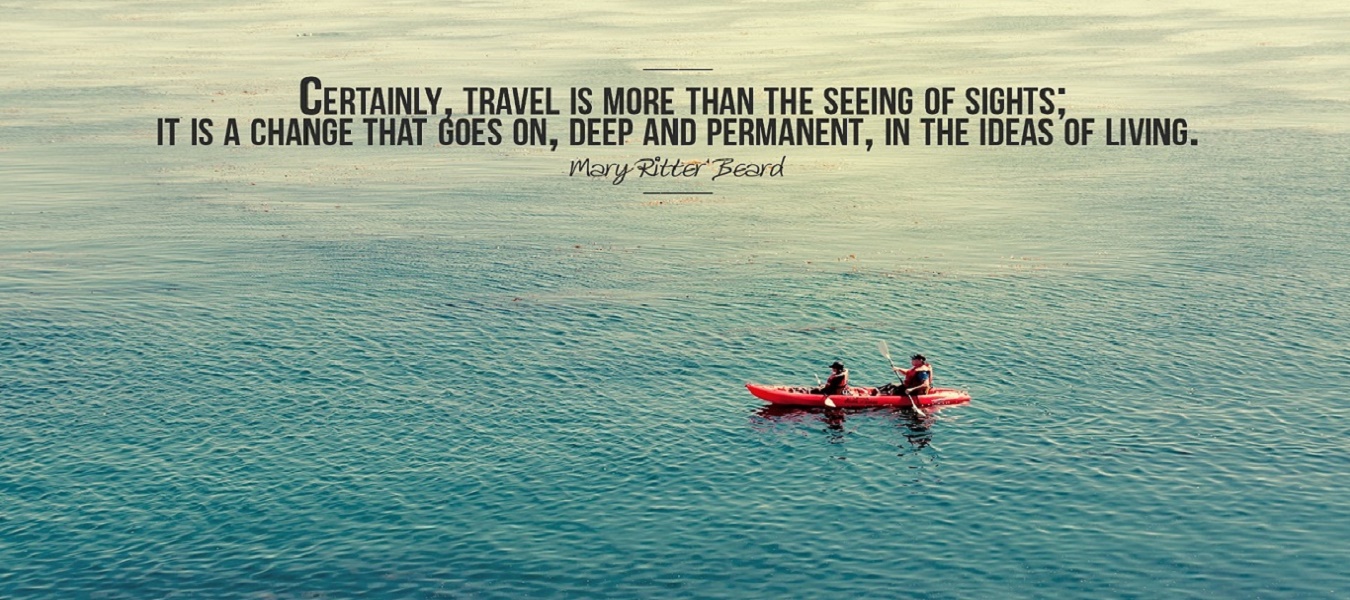 Certainly, travel is more than the seeing of sights;
it is a change that goes on, deep and permanent, in the ideas of living.
Mary Ritter Beard